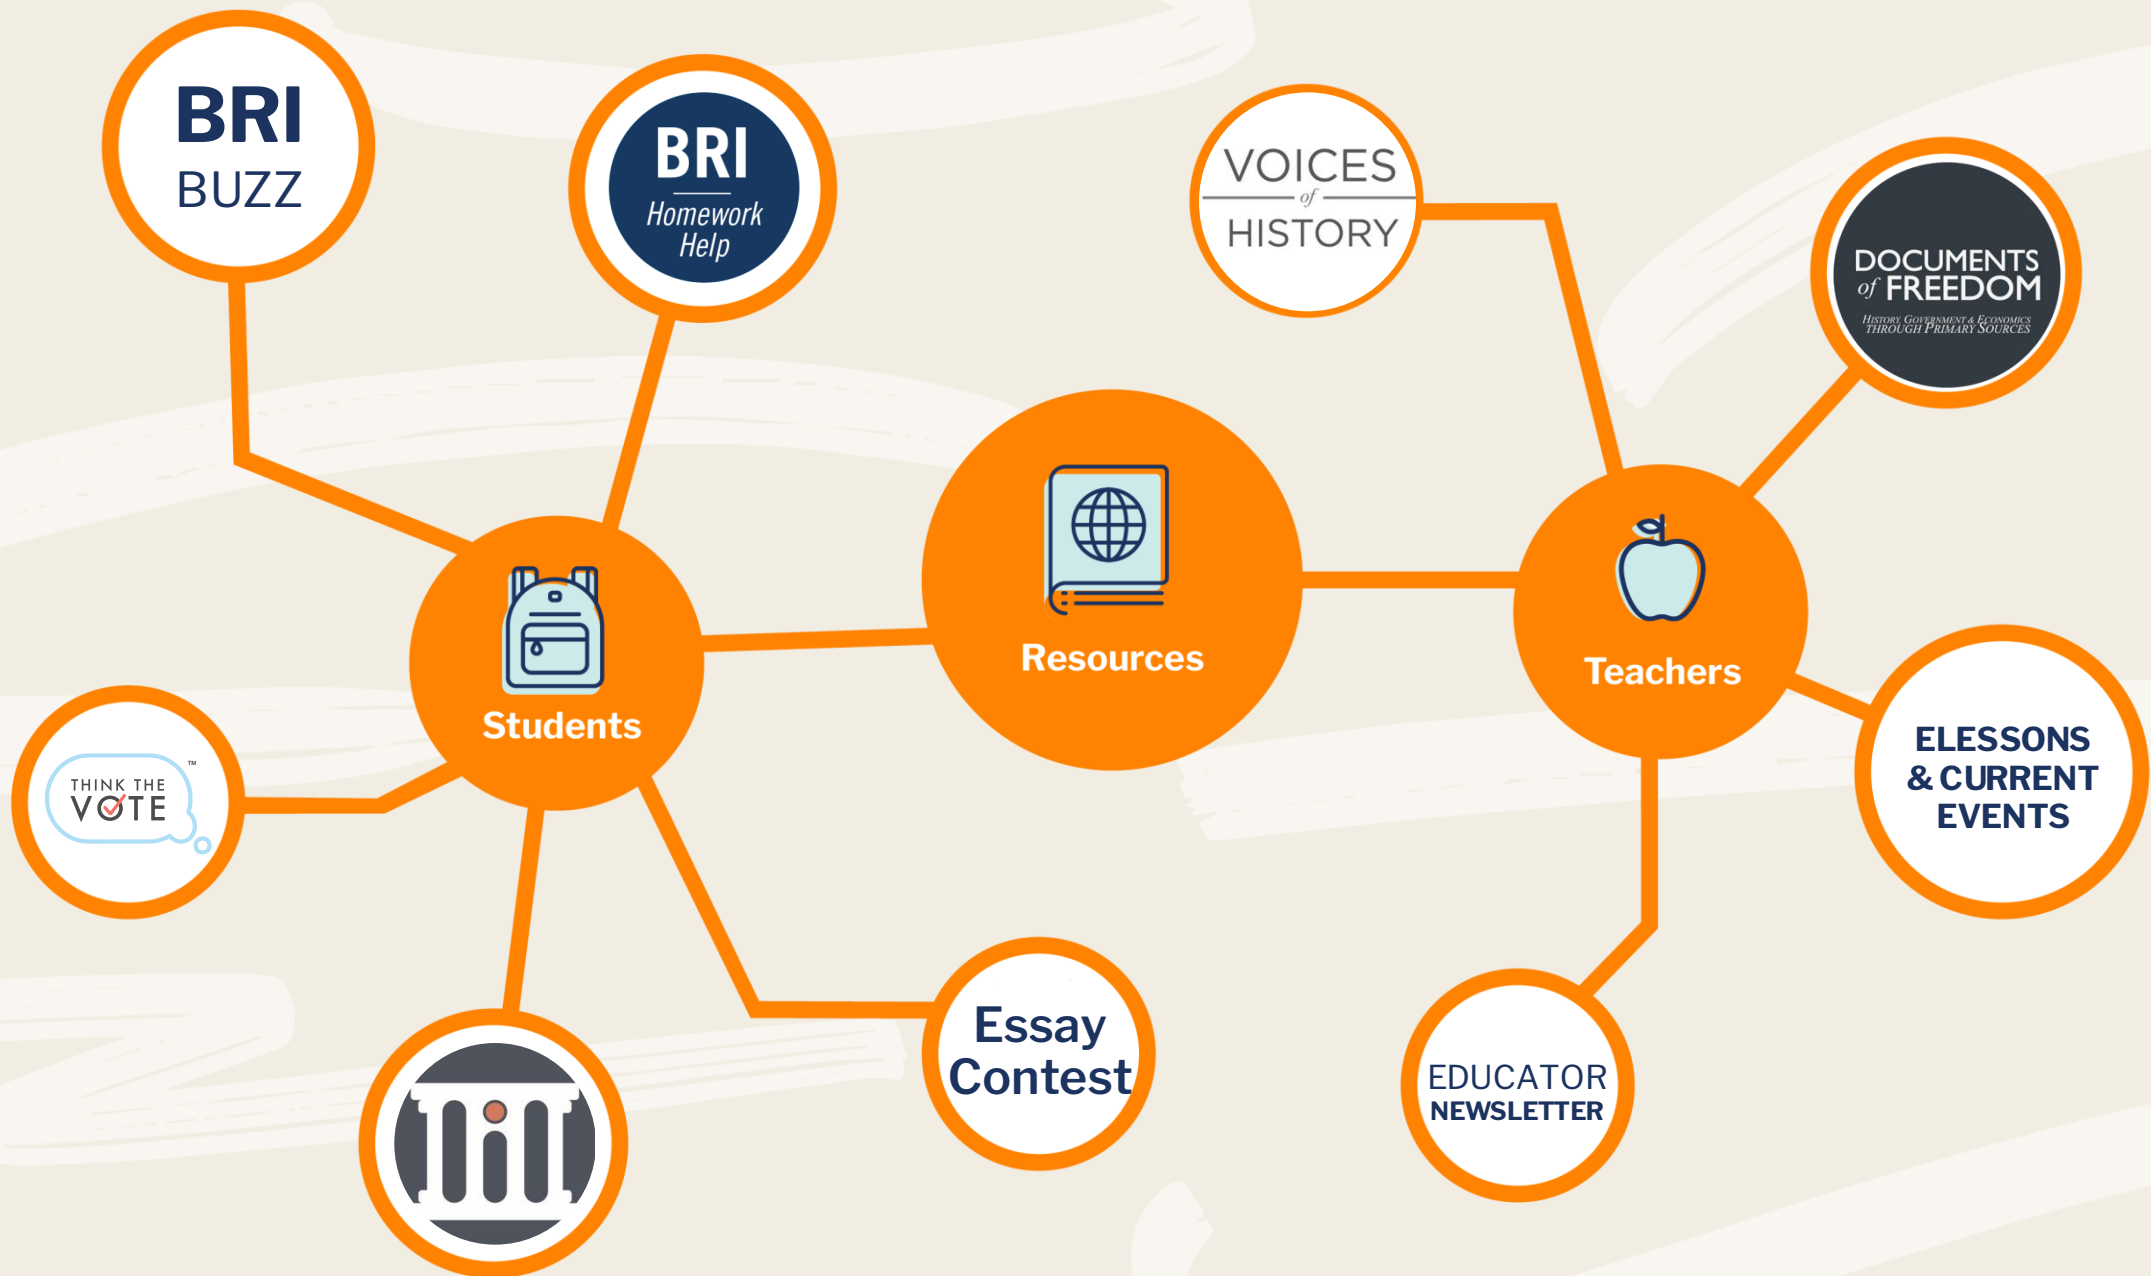 BRI
BUZZ
BRI
Homework
Help
VOICES
of
HISTORY
DOCUMENTS
of FREEDOM
HISTORY, GOVERNMENT & ECONOMICS
THROUGH PRIMARY SOURCES
Resources
Students
Teachers
THINK THE
VOTE
™
ELESSONS
& CURRENT
EVENTS
Essay
Contest
EDUCATOR
NEWSLETTER